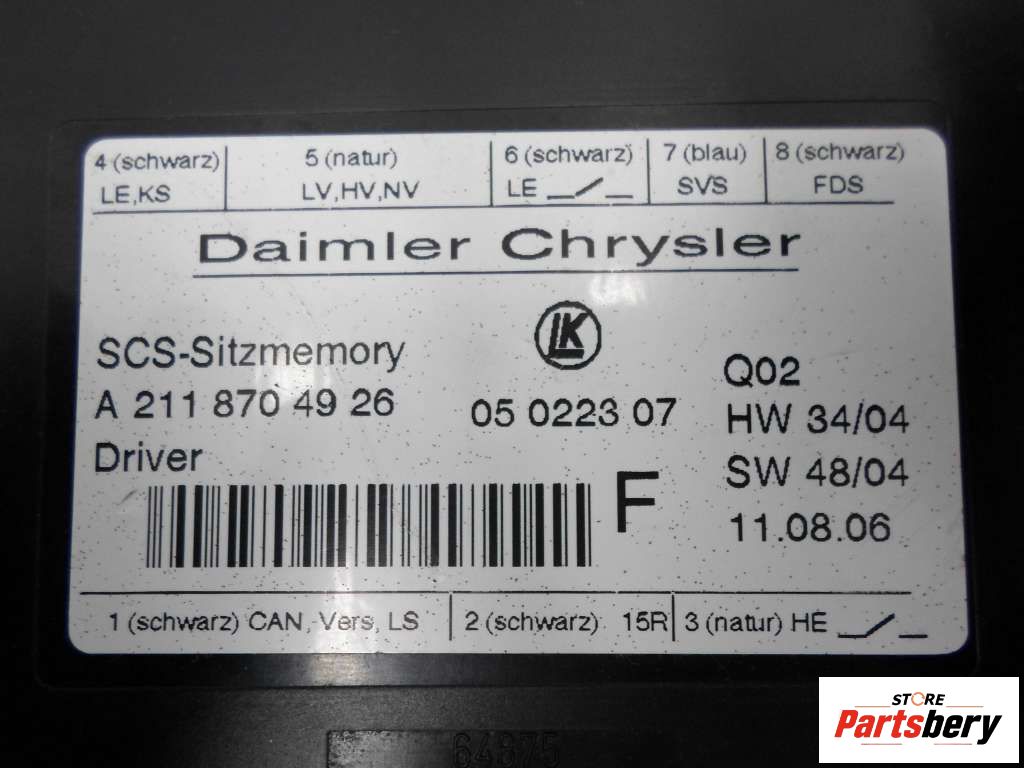 4 (schwarz) 5 (natur) 6 (schwarz) 7 (blau) 8 (schwarz)
LE,KS LV,HV,NV LE SVS FDS
Daimler Chrysler
LK
SCS-Sitzmemory Q02
A 211 870 49 26 05 0223 07 HW 34/04
Driver SW 48/04
F 11.08.06
1 (schwarz) CAN, Vers, LS 2 (schwarz) 15R 3 (natur) HE
STORE
Partsbery